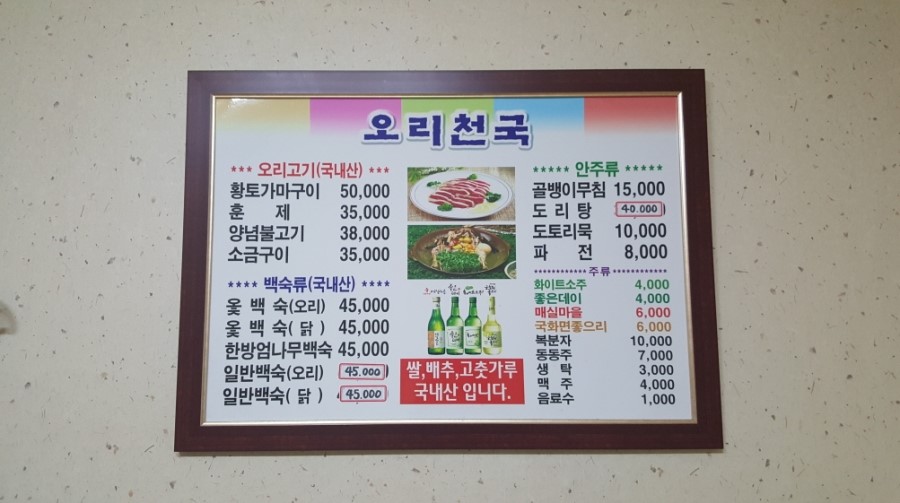 오리천국
*** 오리고기(국내산) ***
황토가마구이 50,000
훈 제 35,000
양념불고기 38,000
소금구이 35,000
**** 백숙류(국내산) ****
옻 백 숙(오리) 45,000
옻 백 숙( 닭 ) 45,000
한방엄나무백숙 45,000
일반백숙(오리) 45.000
일반백숙( 닭 ) 45.000
쌀,배추,고춧가루
국내산 입니다.
***** 안주류 *****
골뱅이무침 15,000
도 리 탕 40.000
도토리묵 10,000
파 전 8,000
************ 주류 ************
화이트소주 4,000
좋은데이 4,000
매실마을 6,000
국화면좋으리 6,000
복분자 10,000
동동주 7,000
생 탁 3,000
맥 주 4,000
음료수 1,000